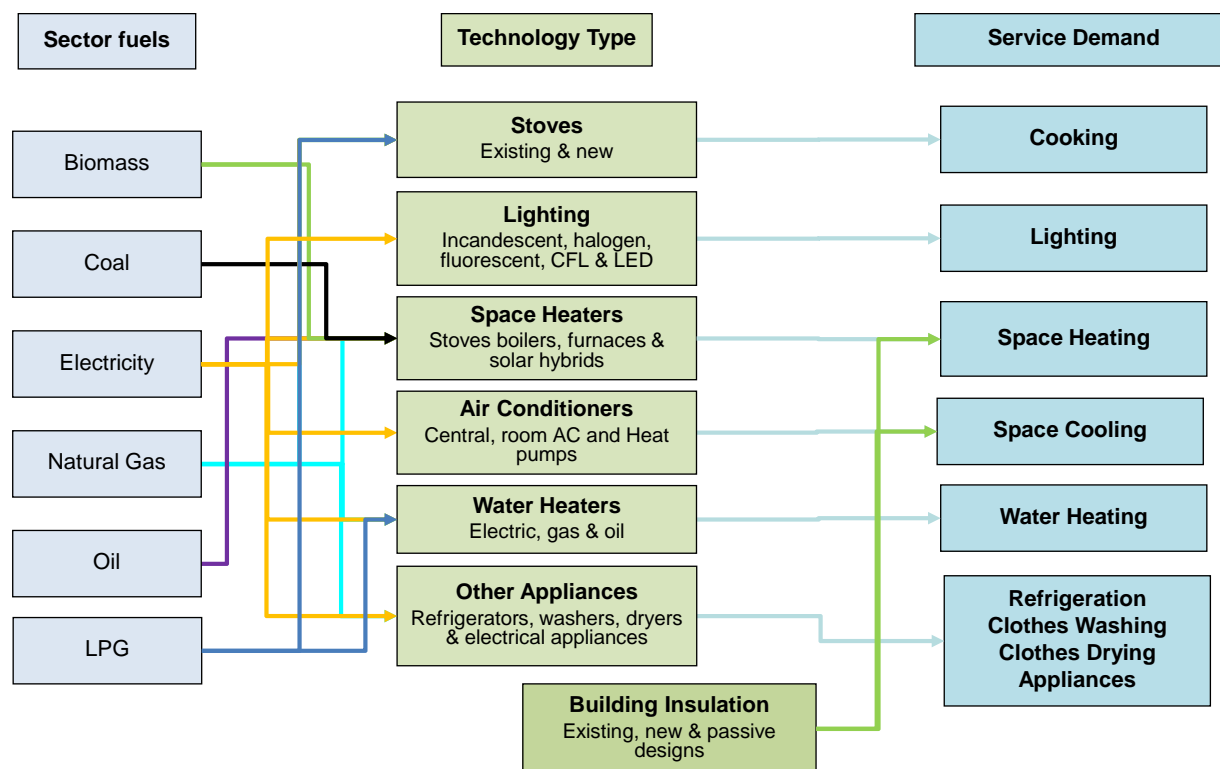 Sector fuels
Technology Type
Service Demand
Biomass
Coal
Electricity
Natural Gas
Oil
LPG
Stoves
Existing & new
Lighting
Incandescent, halogen,
fluorescent, CFL & LED
Space Heaters
Stoves boilers, furnaces &
solar hybrids
Air Conditioners
Central, room AC and Heat
pumps
Water Heaters
Electric, gas & oil
Other Appliances
Refrigerators, washers, dryers
& electrical appliances
Building Insulation
Existing, new & passive
designs
Cooking
Lighting
Space Heating
Space Cooling
Water Heating
Refrigeration
Clothes Washing
Clothes Drying
Appliances